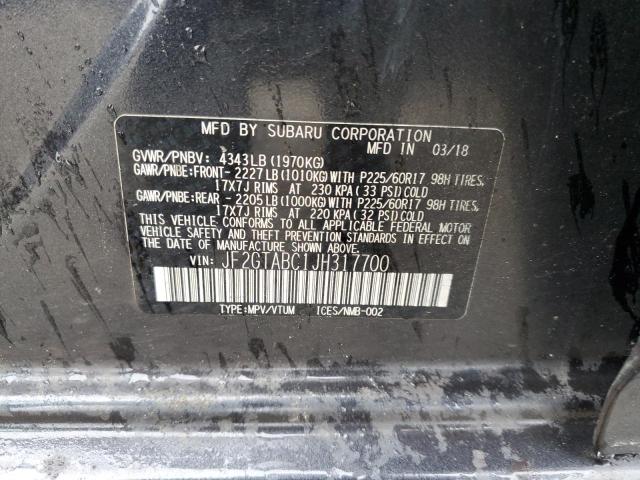 MFD BY SUBARU CORPORATION
MFD IN 03/18
GVWR/PNBV: 4343LB(1970KG)
GAWR/PNBE:FRONT- 2227LB(1010KG)WITH P225/60R17 98H TIRES,
17X7J RIMS AT 230 KPA(33 PSI)COLD
GAWR/PNBE:REAR - 2205LB(1000KG)WITH P225/60R17 98H TIRES,
17X7J RIMS AT 220 KPA(32 PSI)COLD
THIS VEHICLE CONFORMS TO ALL APPLICABLE FEDERAL MOTOR
VEHICLE SAFETY AND THEFT PREVENTION STANDARDS IN
EFFECT ON THE DATE OF MANUFACTURE SHOWN ABOVE.
VIN: JF2GTABC1JH317700
TYPE:MPV/VTUM ICES/NMB-002